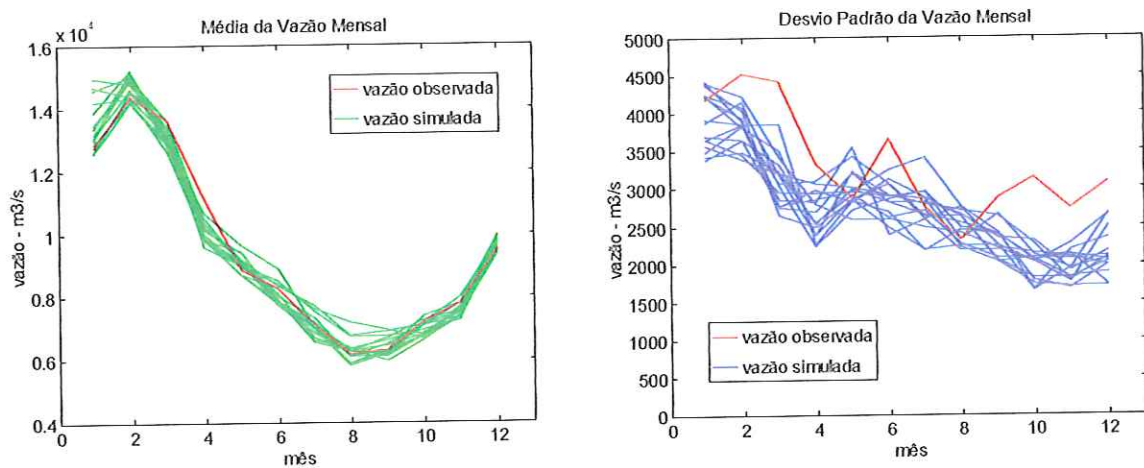 Média da Vazão Mensal
x 10⁴
1.6
1.4
1.2
1
0.8
0.6
0.4
0 2 4 6 8 10 12
mês
vazão - m3/s
vazão observada
vazão simulada
Desvio Padrão da Vazão Mensal
5000
4500
4000
3500
3000
2500
2000
1500
1000
500
0
0 2 4 6 8 10 12
mês
vazão - m3/s
vazão observada
vazão simulada